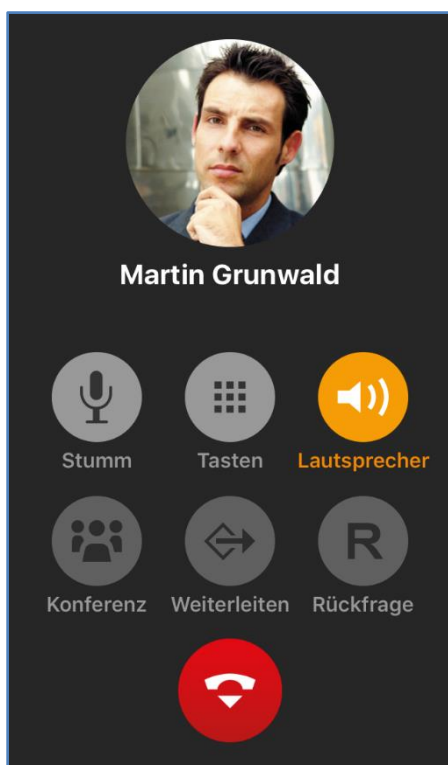 Martin Grunwald
Stumm Tasten Lautsprecher
R
Konferenz Weiterleiten Rückfrage